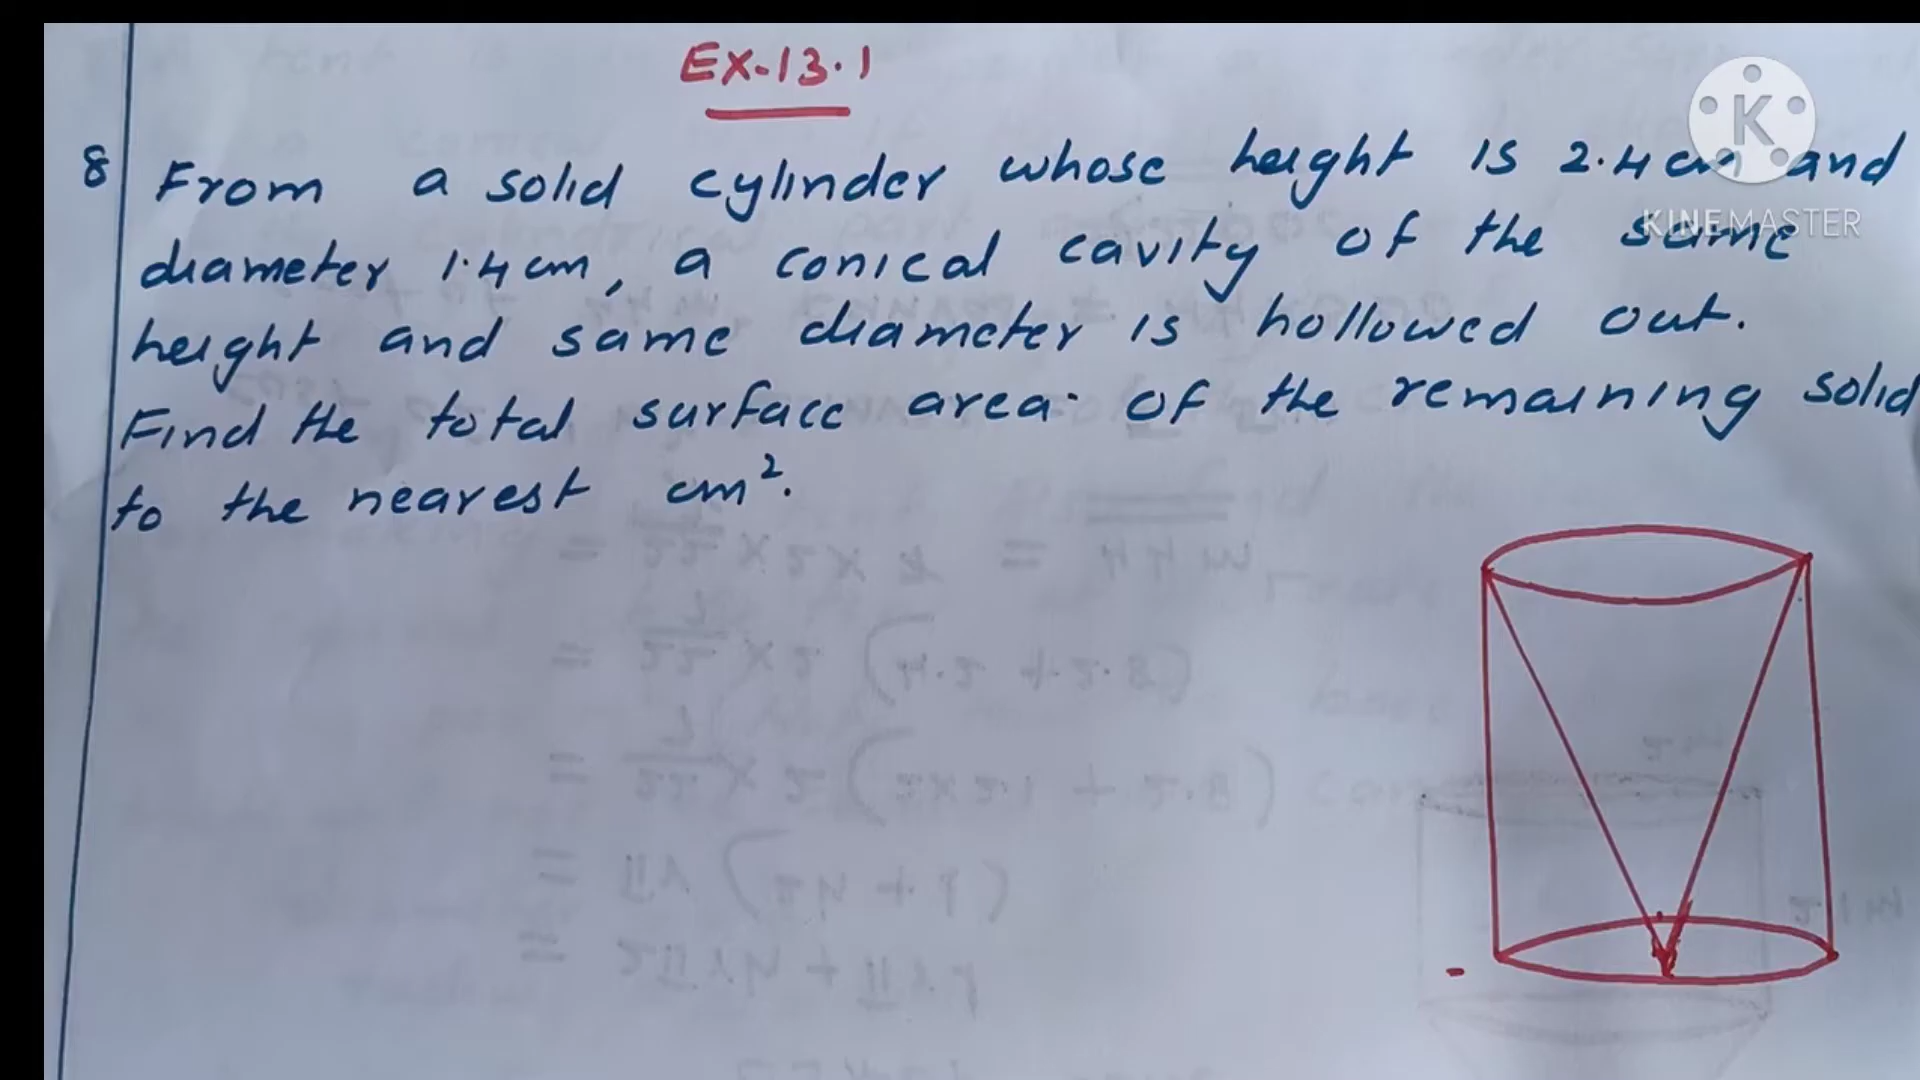 Ex-13.1
8 From a solid cylinder whose height is 2.4 cm and
diameter 1.4 cm, a conical cavity of the same
height and same diameter is hollowed out.
Find the total surface area of the remaining solid
to the nearest cm².
K
KINEMASTER